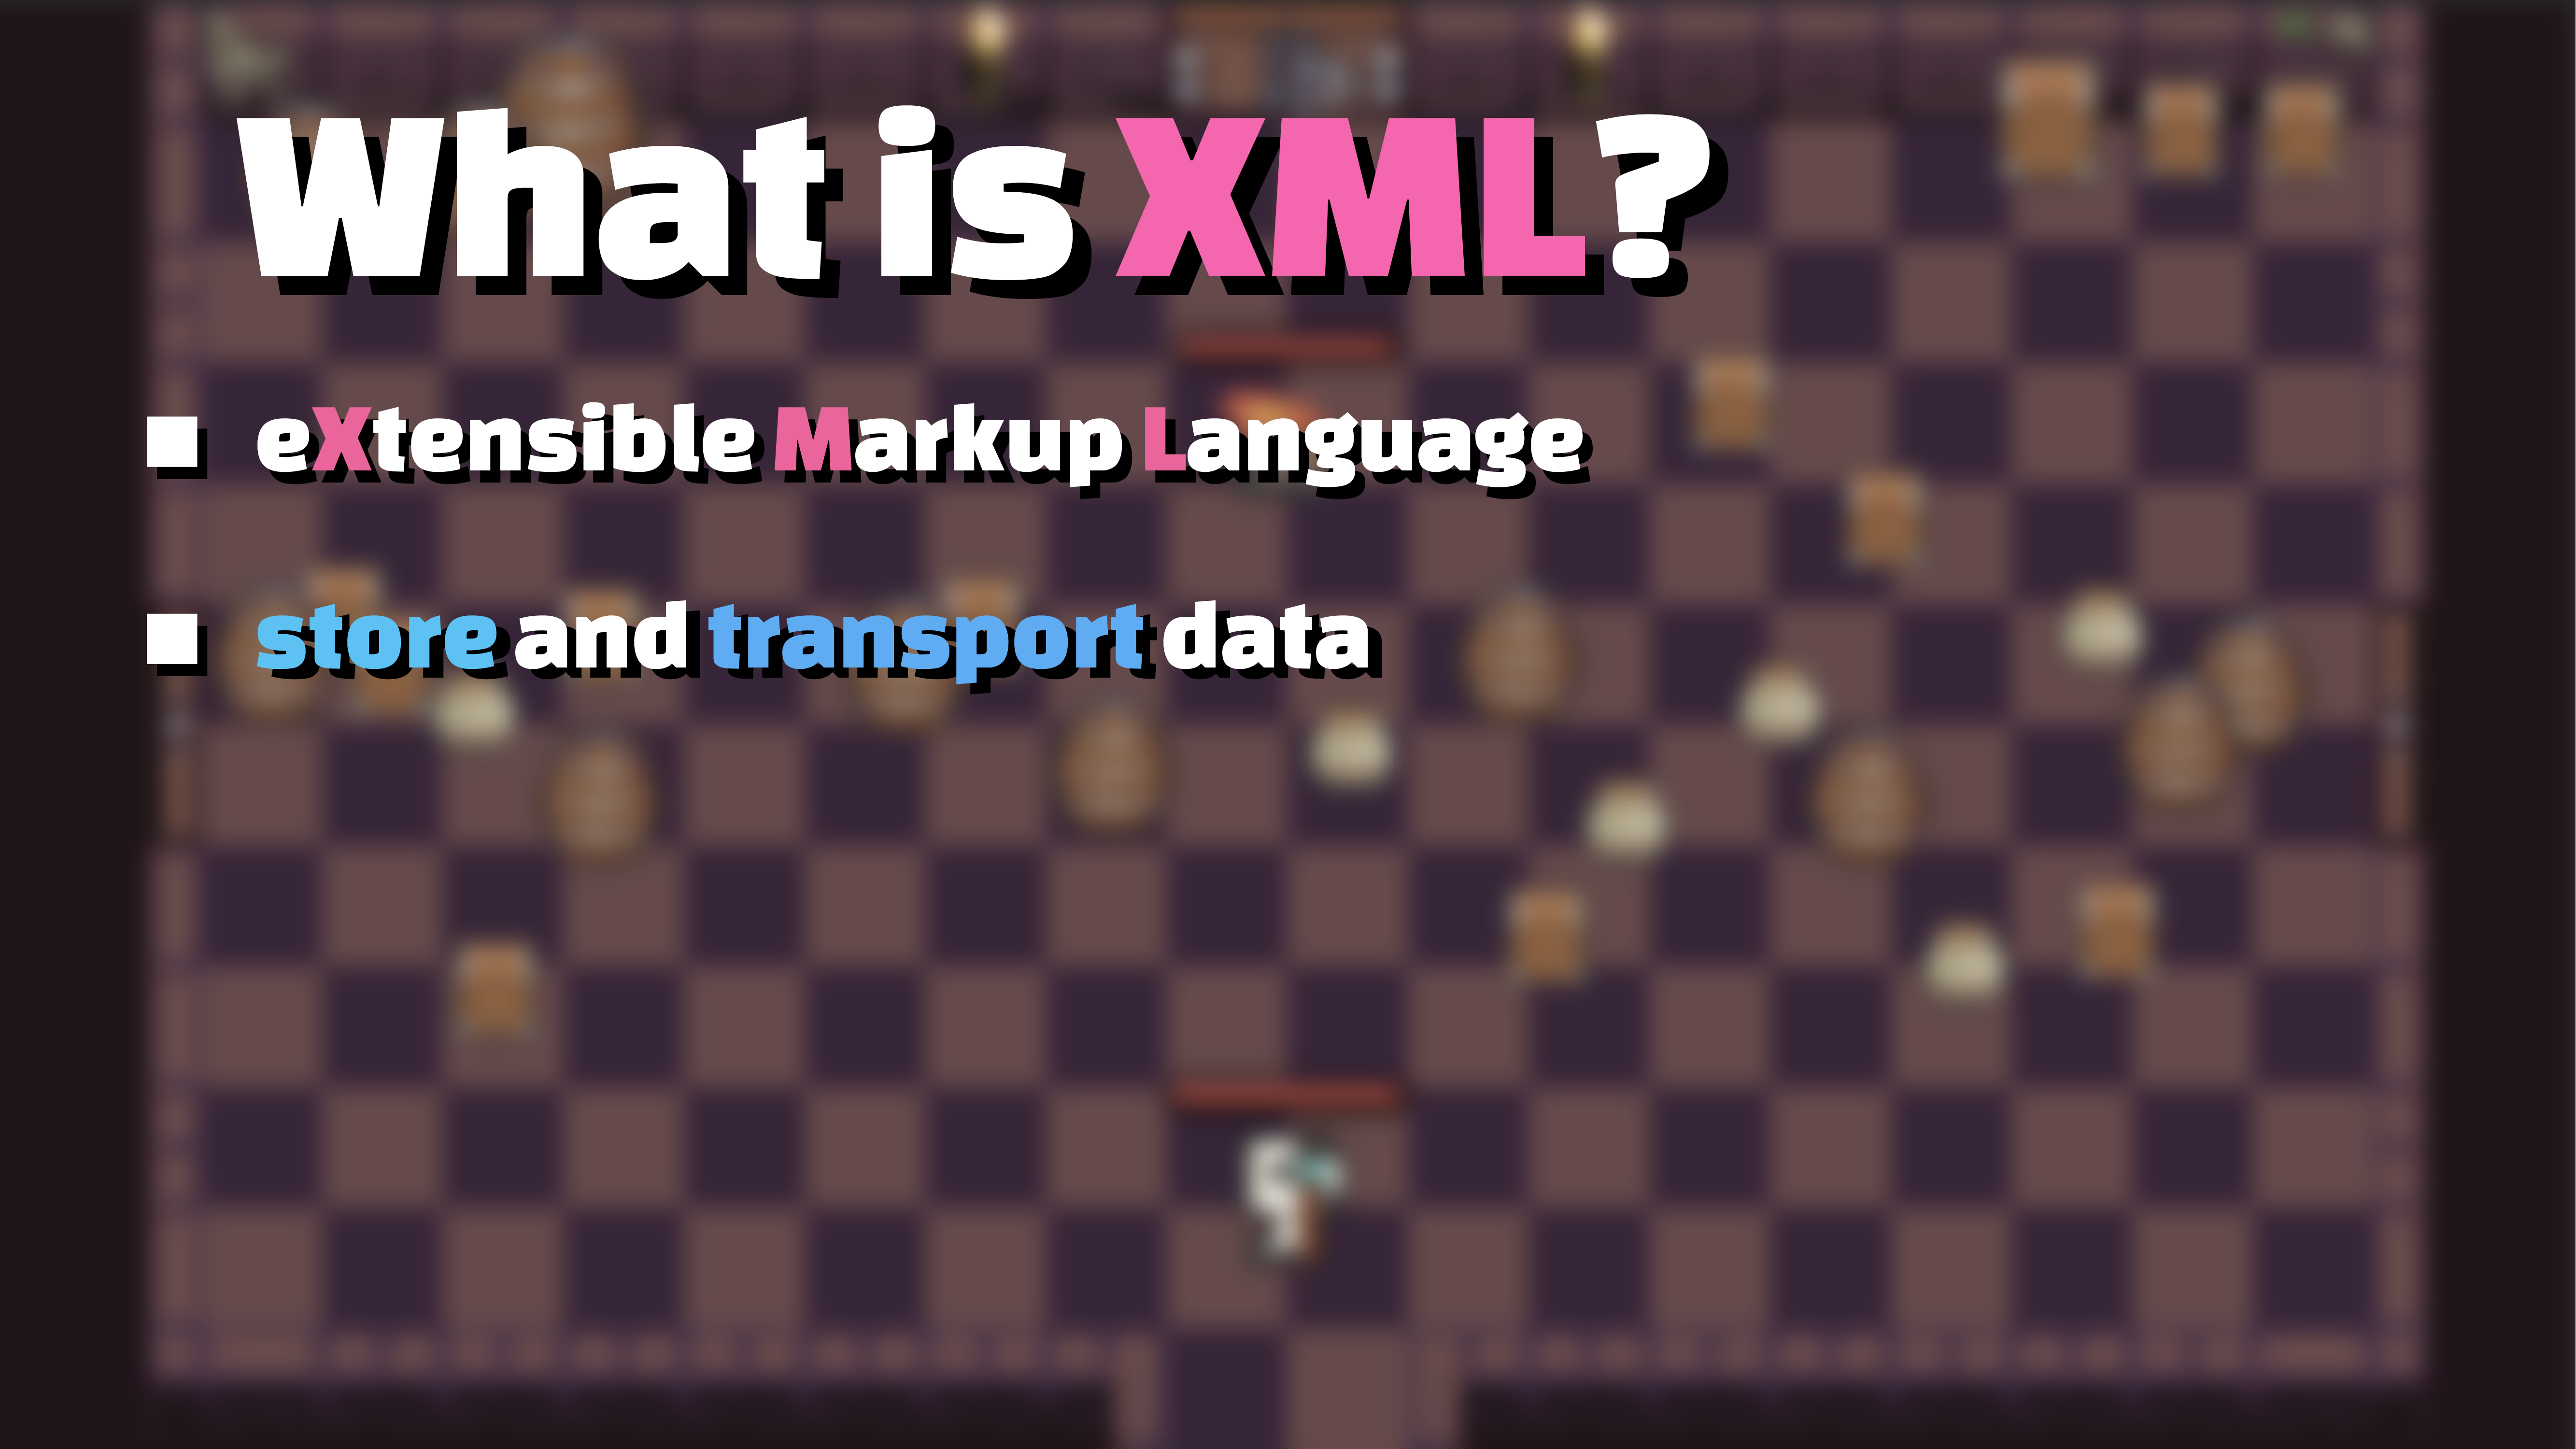 What is XML?
■ eXtensible Markup Language
■ store and transport data